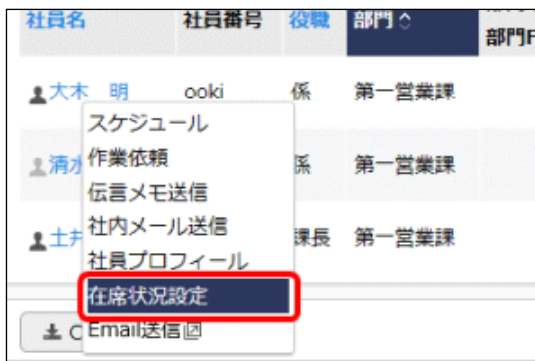 社員名 社員番号 役職 部門
部門F
大木 明 ooki 係 第一営業課
スケジュール
作業依頼
清水 係 第一営業課
伝言メモ送信
社内メール送信
土井 課長 第一営業課
社員プロフィール
在席状況設定
C Email送信